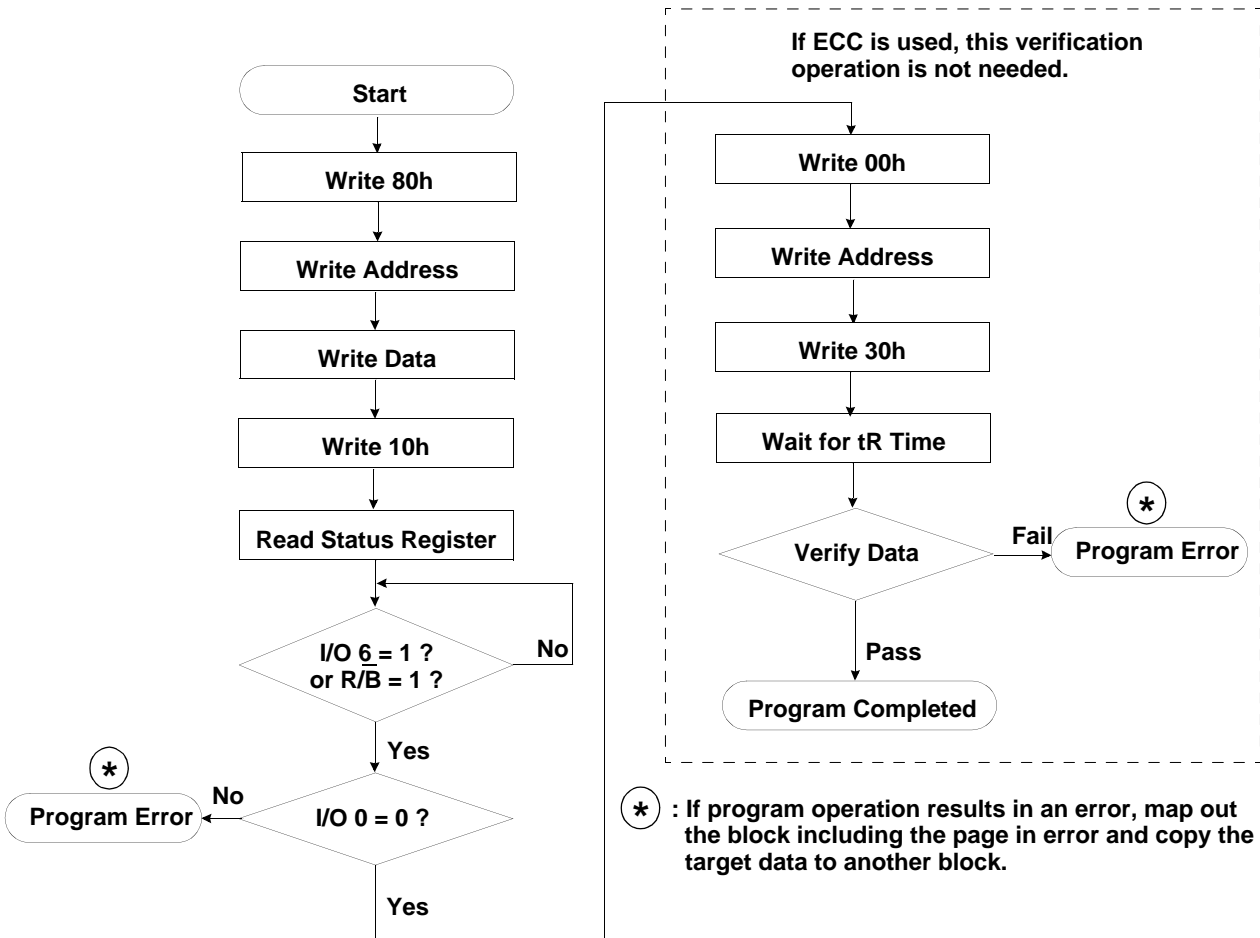 Start
Write 80h
Write Address
Write Data
Write 10h
Read Status Register
I/O 6 = 1 ?
or R/B̅ = 1 ?
No
Yes
*
Program Error
No
I/O 0 = 0 ?
Yes
If ECC is used, this verification
operation is not needed.
Write 00h
Write Address
Write 30h
Wait for tR Time
Verify Data
Fail
*
Program Error
Pass
Program Completed
* : If program operation results in an error, map out
the block including the page in error and copy the
target data to another block.